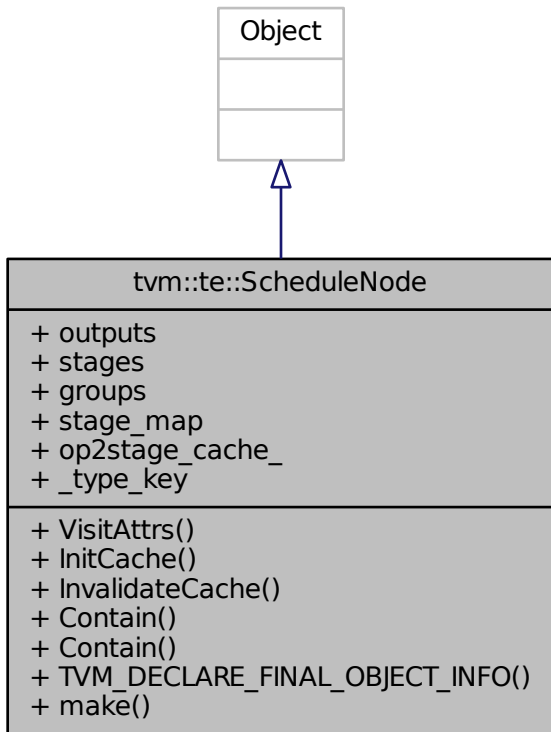 Object
tvm::te::ScheduleNode
+ outputs
+ stages
+ groups
+ stage_map
+ op2stage_cache_
+ _type_key
+ VisitAttrs()
+ InitCache()
+ InvalidateCache()
+ Contain()
+ Contain()
+ TVM_DECLARE_FINAL_OBJECT_INFO()
+ make()